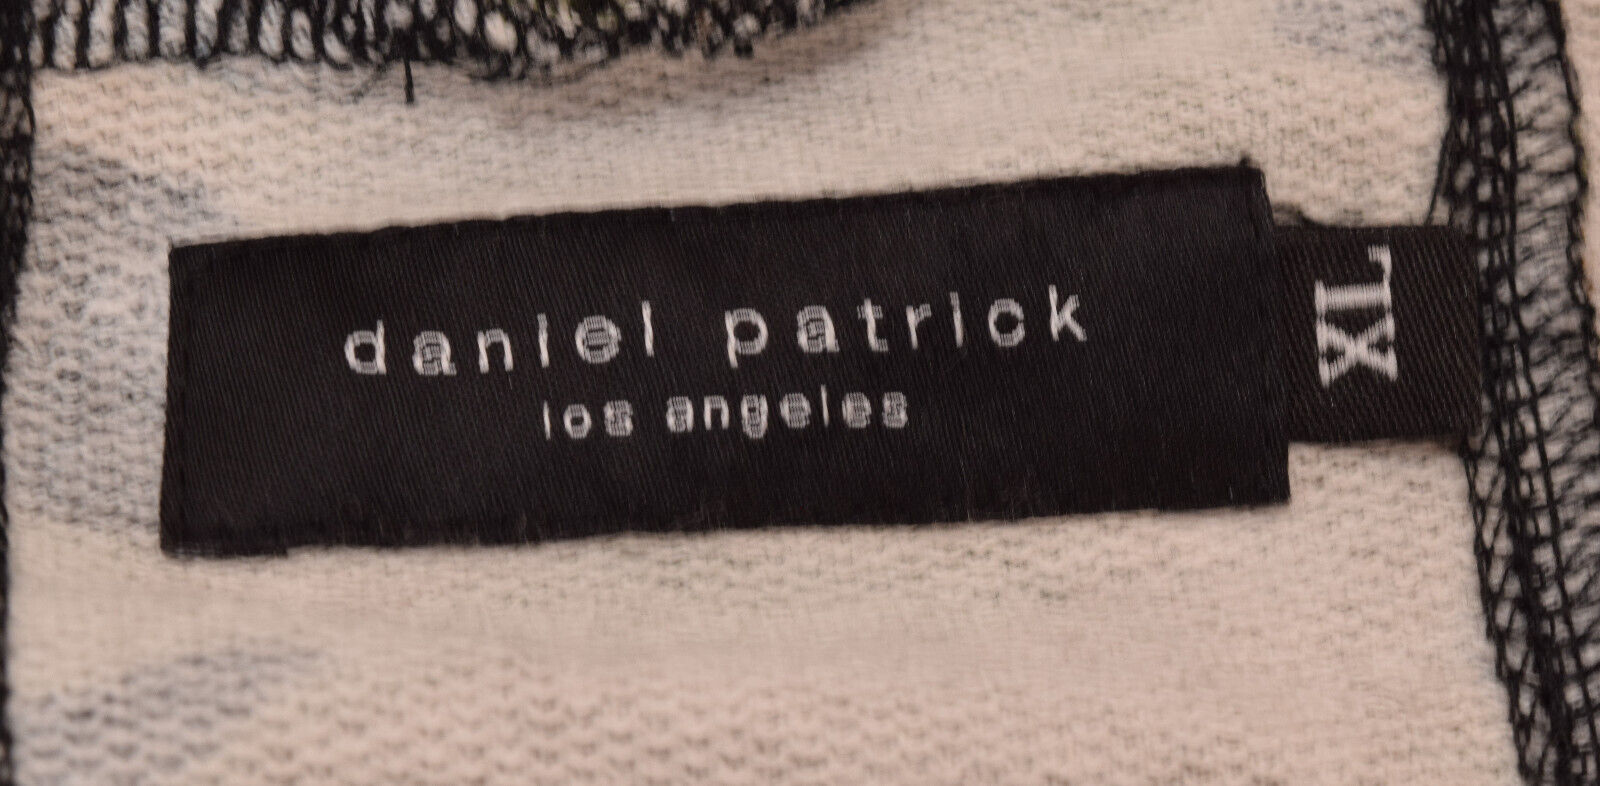 daniel patrick
los angeles
XL